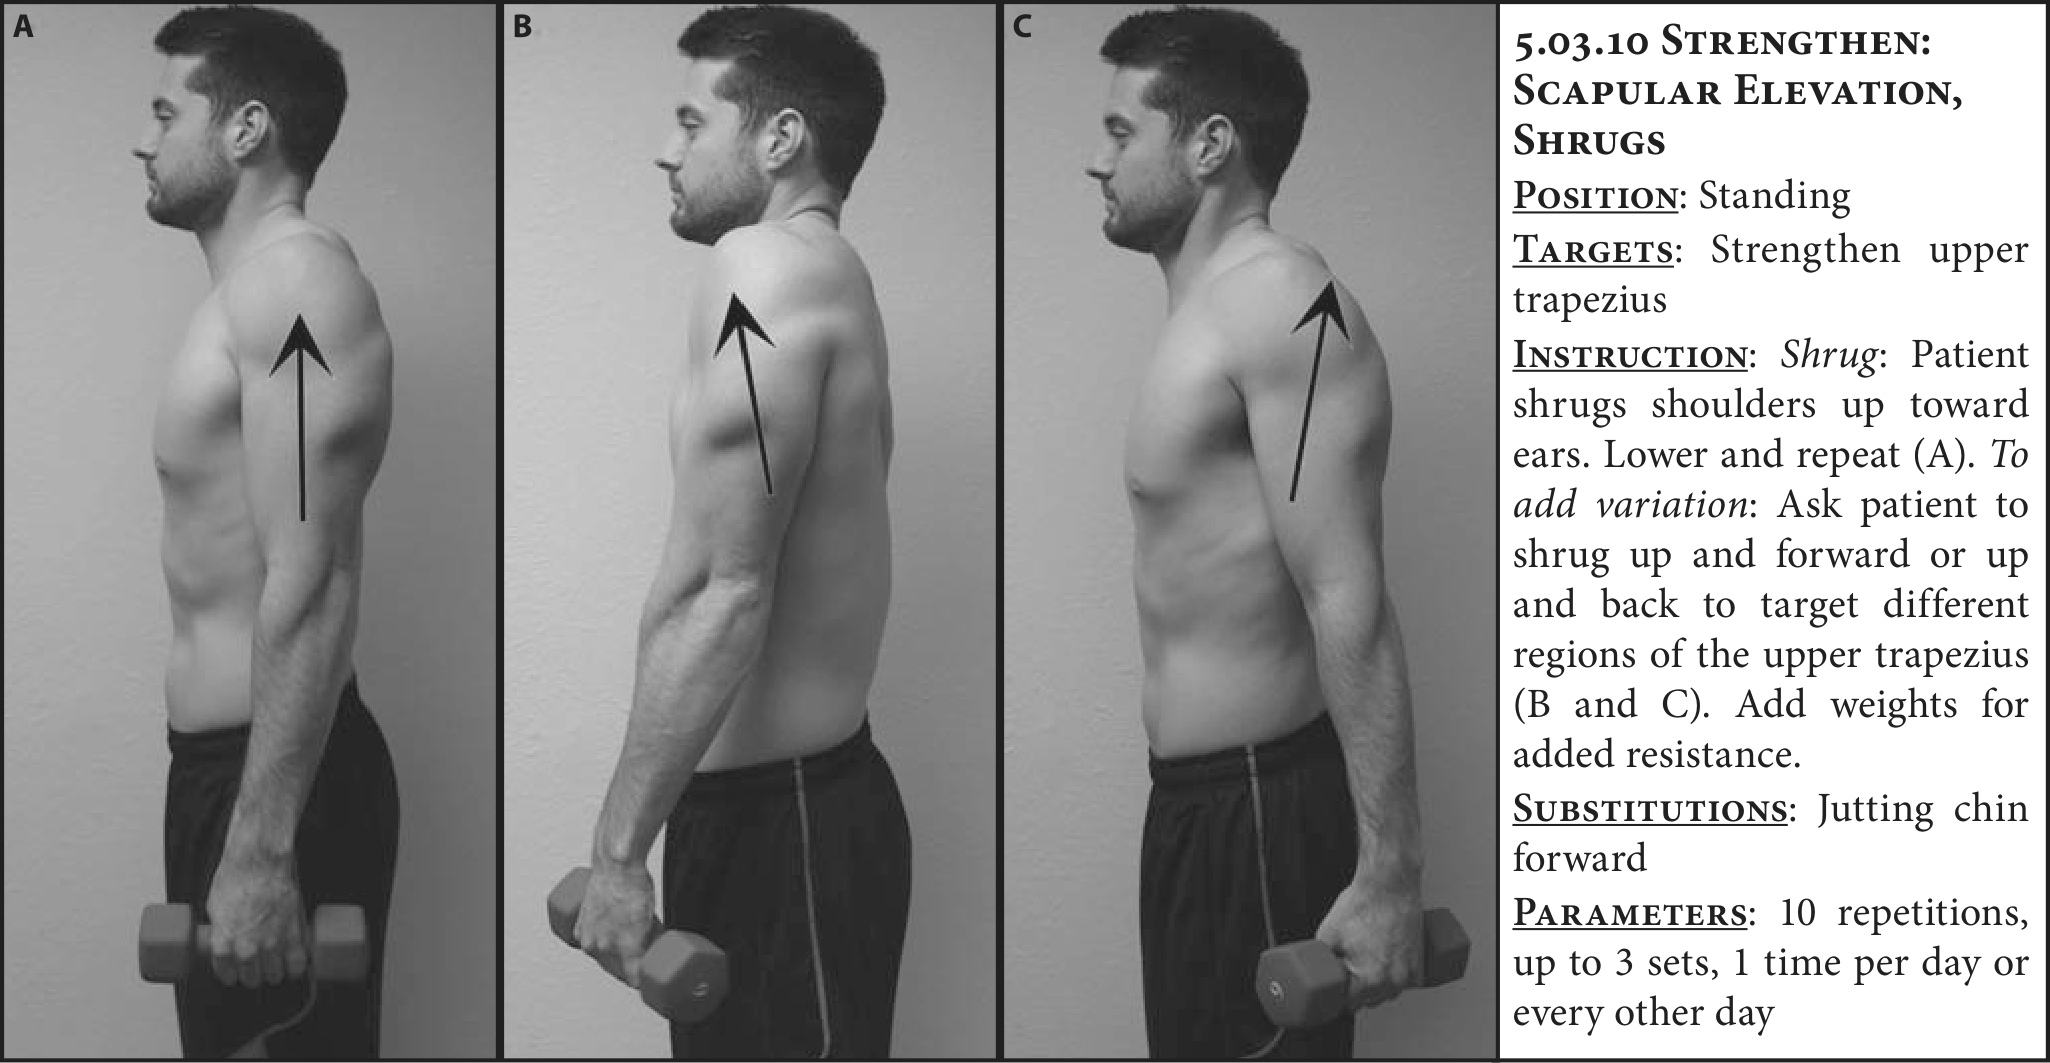 A
B
C
5.03.10 Strengthen:
Scapular Elevation,
Shrugs
Position: Standing
Targets: Strengthen upper
trapezius
Instruction: Shrug: Patient
shrugs shoulders up toward
ears. Lower and repeat (A). To
add variation: Ask patient to
shrug up and forward or up
and back to target different
regions of the upper trapezius
(B and C). Add weights for
added resistance.
Substitutions: Jutting chin
forward
Parameters: 10 repetitions,
up to 3 sets, 1 time per day or
every other day